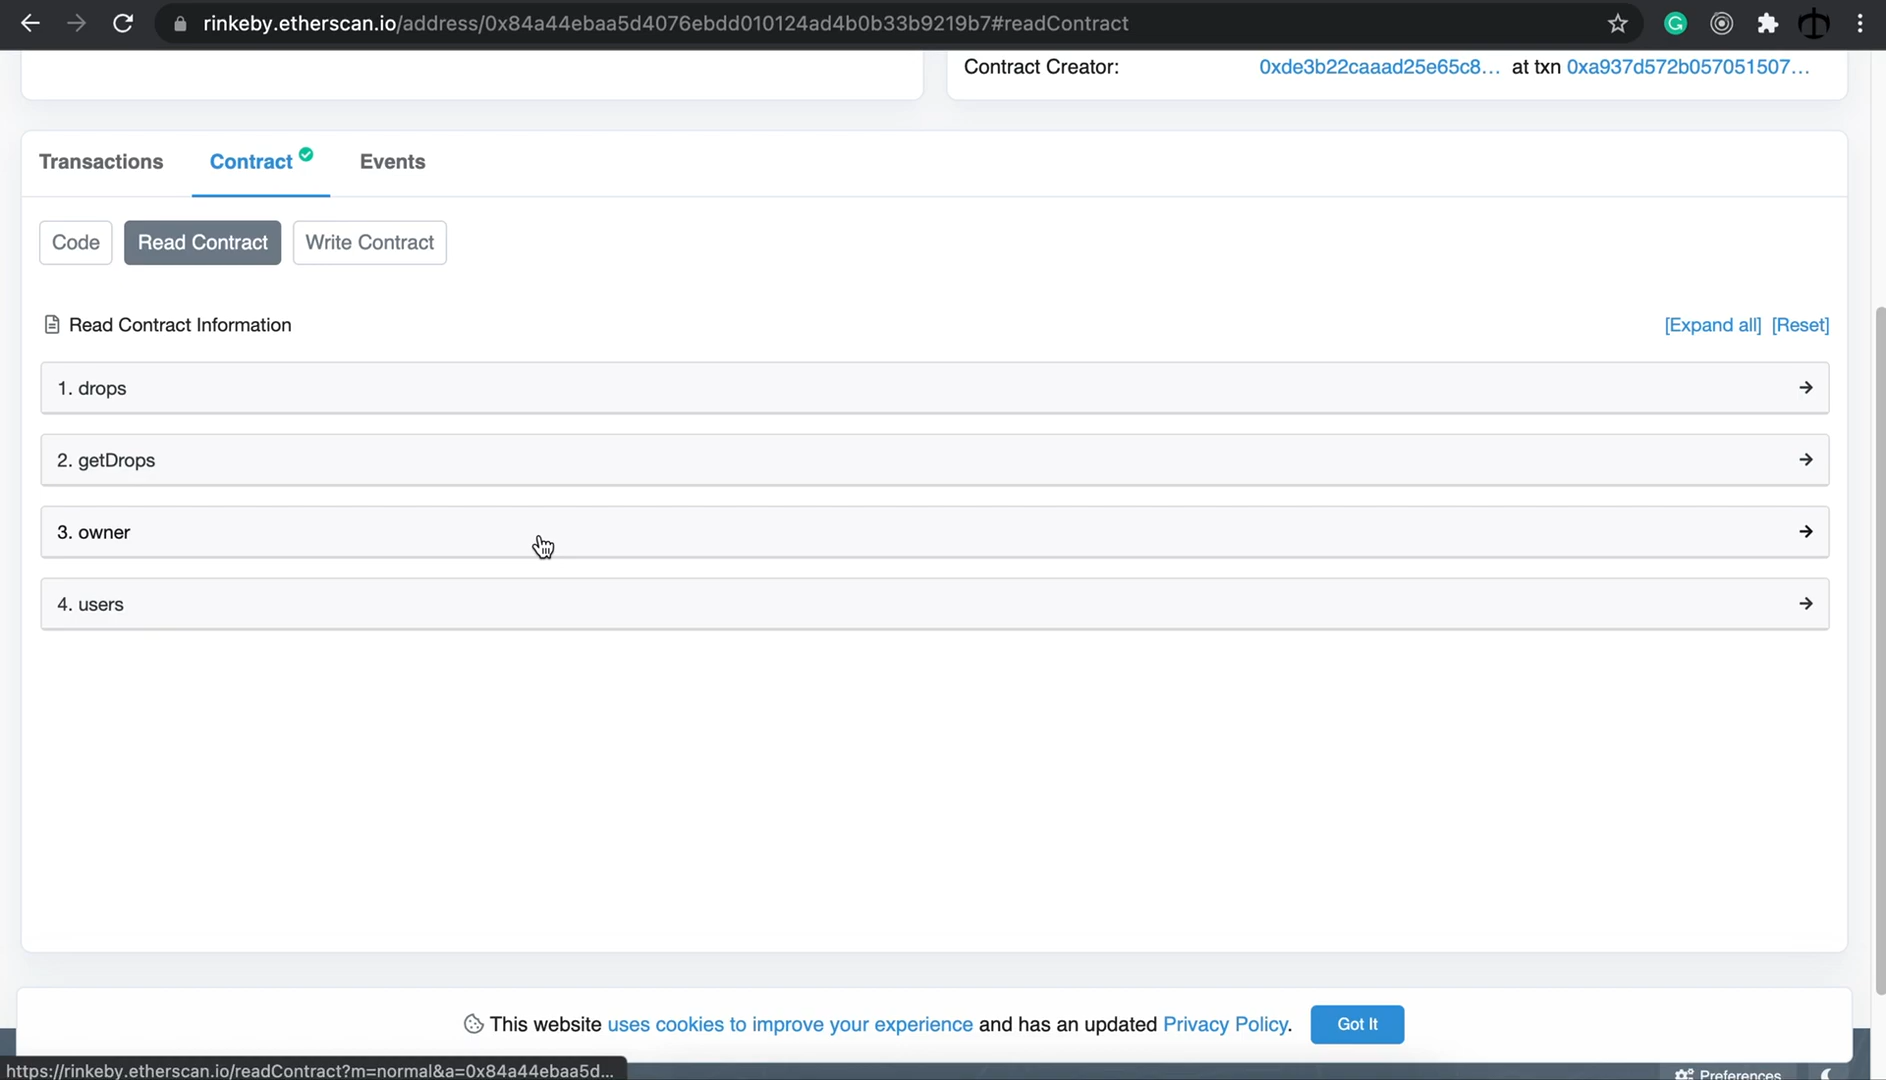 rinkeby.etherscan.io/address/0x84a44ebaa5d4076ebdd010124ad4b0b33b9219b7#readContract
Contract Creator: 0xde3b22caaad25e65c8... at txn 0xa937d572b057051507...
Transactions Contract Events
Code Read Contract Write Contract
Read Contract Information [Expand all] [Reset]
1. drops
2. getDrops
3. owner
4. users
This website uses cookies to improve your experience and has an updated Privacy Policy. Got It
https://rinkeby.etherscan.io/readContract?m=normal&a=0x84a44ebaa5d... Preferences